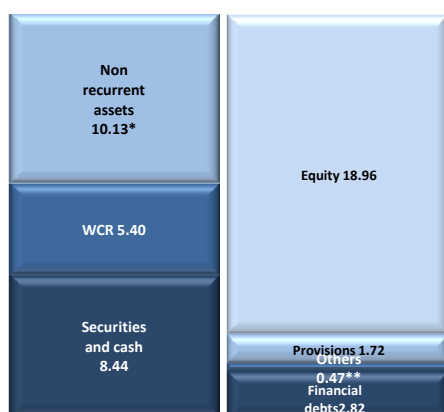 Non
recurrent
assets
10.13*
WCR 5.40
Securities
and cash
8.44
Equity 18.96
Provisions 1.72
Others
0.47**
Financial
debts2.82